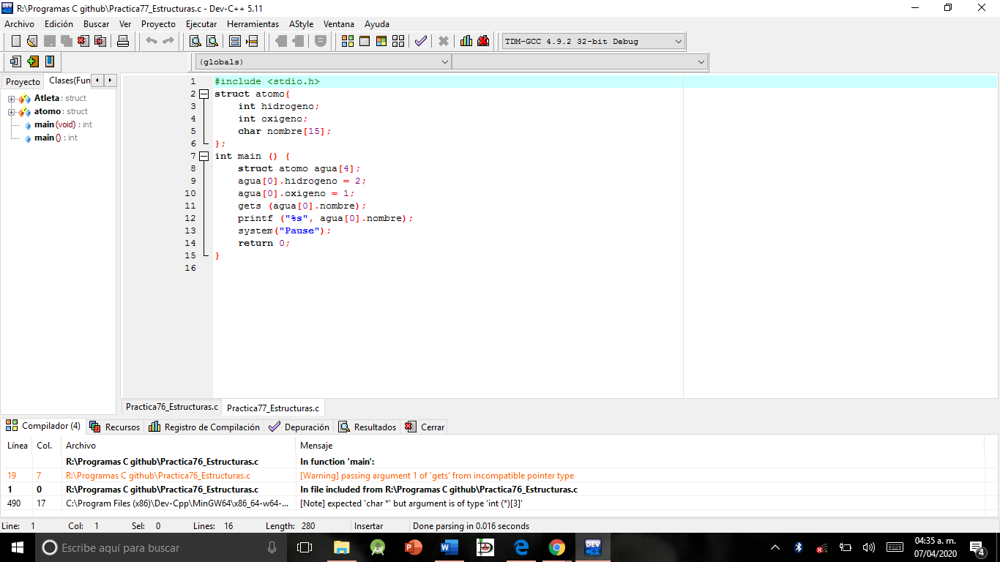 R:\Programas C github\Practica77_Estructuras.c - Dev-C++ 5.11
Archivo Edición Buscar Ver Proyecto Ejecutar Herramientas AStyle Ventana Ayuda
TDM-GCC 4.9.2 32-bit Debug
(globals)
Proyecto Clases(Fun
Atleta : struct
atomo : struct
main (void) : int
main () : int
1 #include <stdio.h>
2 struct atomo{
3 int hidrogeno;
4 int oxigeno;
5 char nombre[15];
6 };
7 int main () {
8 struct atomo agua[4];
9 agua[0].hidrogeno = 2;
10 agua[0].oxigeno = 1;
11 gets (agua[0].nombre);
12 printf ("%s", agua[0].nombre);
13 system("Pause");
14 return 0;
15 }
16
Practica76_Estructuras.c Practica77_Estructuras.c
Compilador (4) Recursos Registro de Compilación Depuración Resultados Cerrar
Línea Col. Archivo Mensaje
R:\Programas C github\Practica76_Estructuras.c In function 'main':
19 7 R:\Programas C github\Practica76_Estructuras.c [Warning] passing argument 1 of 'gets' from incompatible pointer type
1 0 R:\Programas C github\Practica76_Estructuras.c In file included from R:\Programas C github\Practica76_Estructuras.c
490 17 C:\Program Files (x86)\Dev-Cpp\MinGW64\x86_64-w64-... [Note] expected 'char *' but argument is of type 'int (*)[3]'
Line: 1 Col: 1 Sel: 0 Lines: 16 Length: 280 Insertar Done parsing in 0.016 seconds
Escribe aquí para buscar
04:35 a. m.
07/04/2020
4